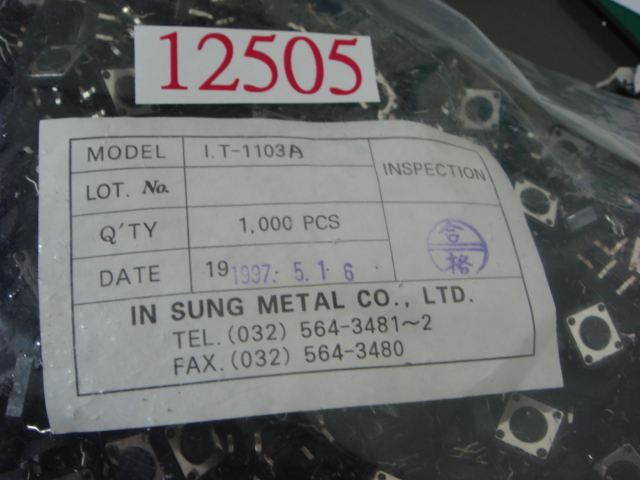 12505
MODEL I.T-1103A
INSPECTION
LOT. No.
Q'TY 1,000 PCS
合格
DATE 19 1997. 5. 1 6
IN SUNG METAL CO., LTD.
TEL. (032) 564-3481~2
FAX. (032) 564-3480